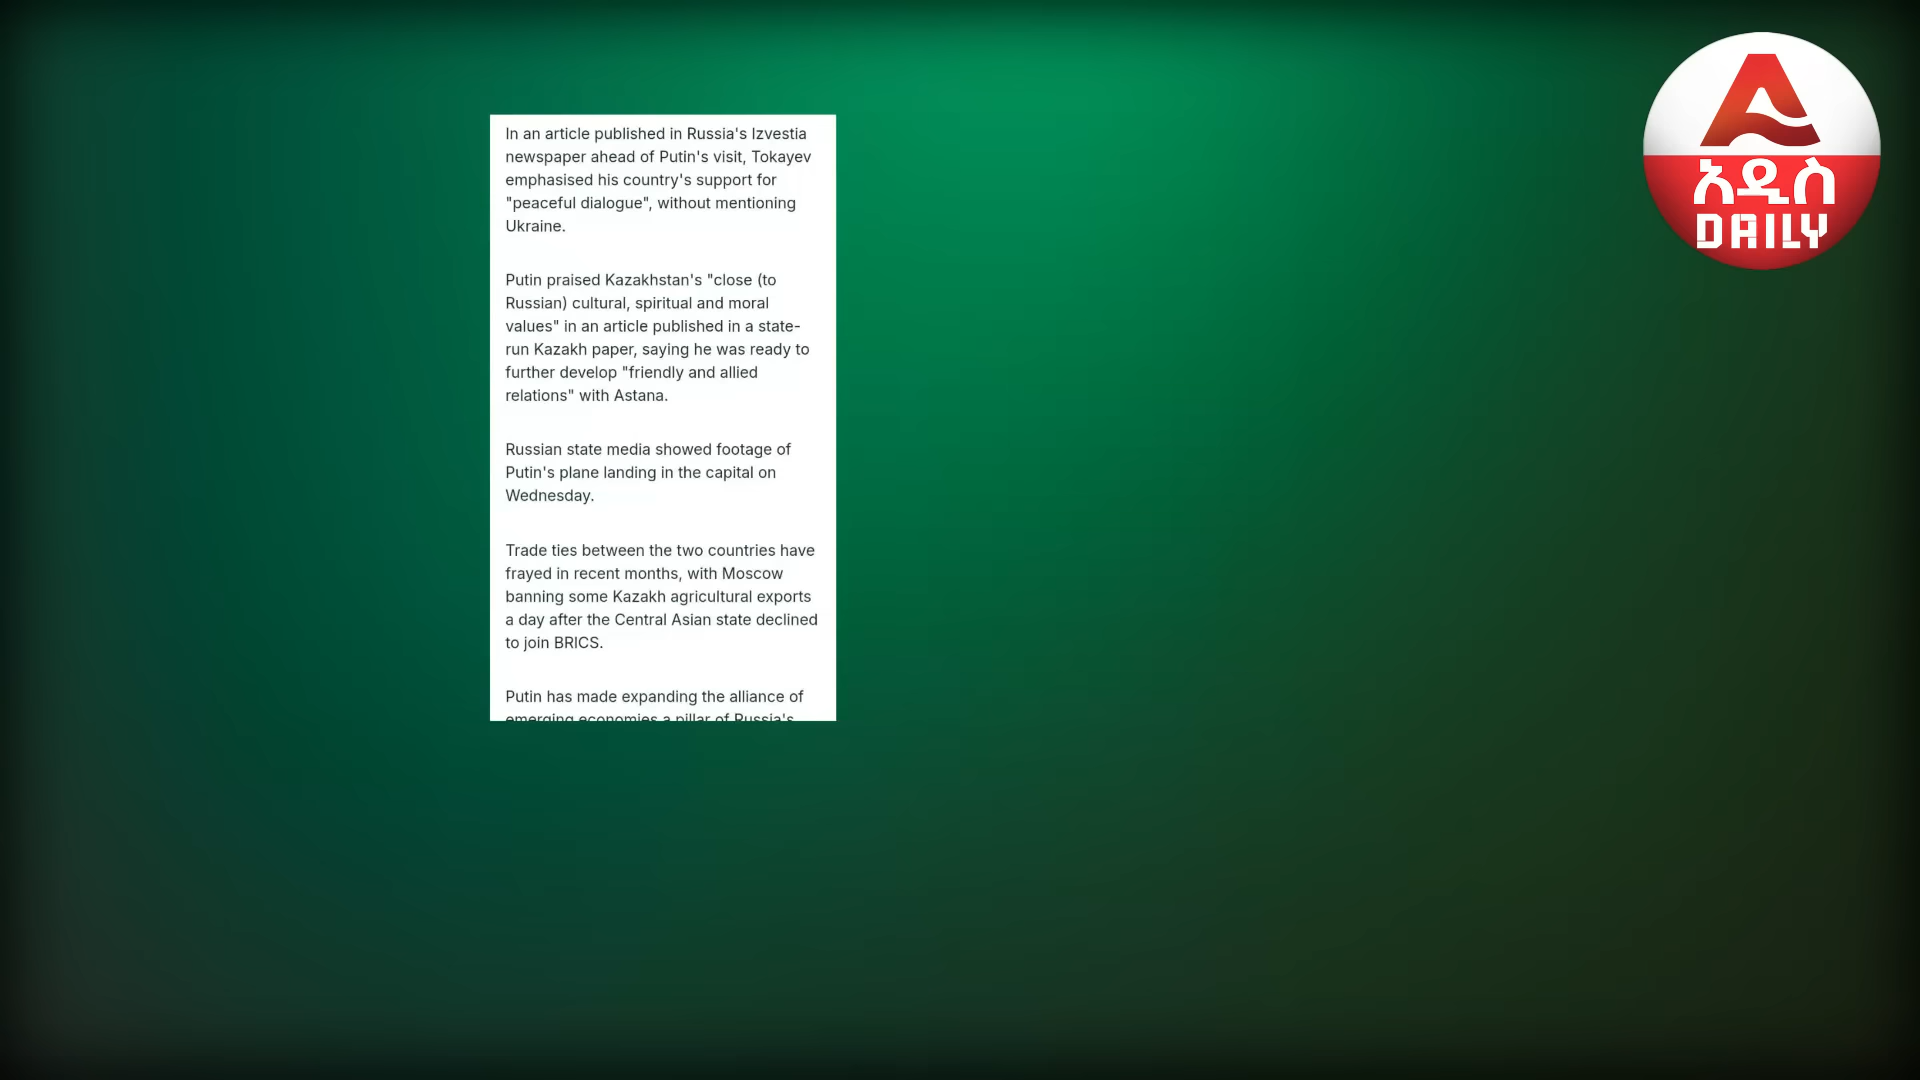 In an article published in Russia's Izvestia
newspaper ahead of Putin's visit, Tokayev
emphasised his country's support for
"peaceful dialogue", without mentioning
Ukraine.
Putin praised Kazakhstan's "close (to
Russian) cultural, spiritual and moral
values" in an article published in a state-
run Kazakh paper, saying he was ready to
further develop "friendly and allied
relations" with Astana.
Russian state media showed footage of
Putin's plane landing in the capital on
Wednesday.
Trade ties between the two countries have
frayed in recent months, with Moscow
banning some Kazakh agricultural exports
a day after the Central Asian state declined
to join BRICS.
Putin has made expanding the alliance of
emerging economies a pillar of Russia's
አዲስ
DAILY